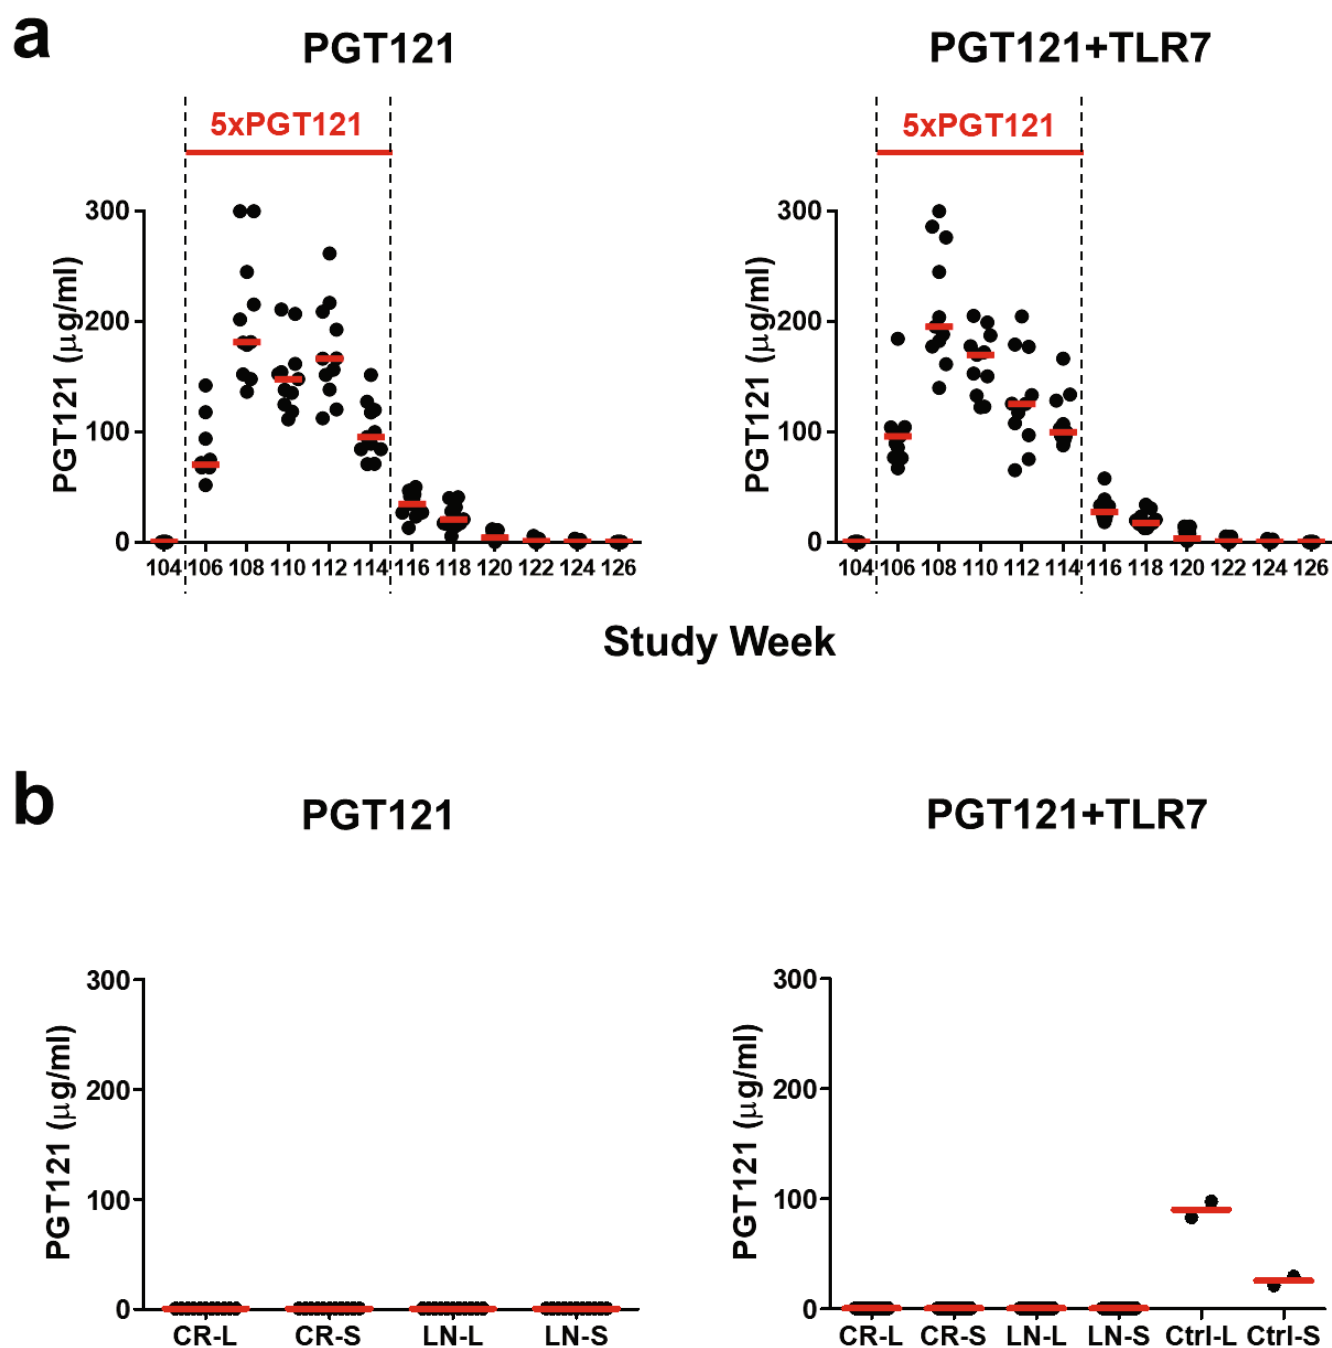 a
PGT121
PGT121+TLR7
5xPGT121
5xPGT121
300
200
100
0
PGT121 (μg/ml)
104 106 108 110 112 114 116 118 120 122 124 126
300
200
100
0
PGT121 (μg/ml)
104 106 108 110 112 114 116 118 120 122 124 126
Study Week
b
PGT121
PGT121+TLR7
300
200
100
0
PGT121 (μg/ml)
CR-L CR-S LN-L LN-S
300
200
100
0
PGT121 (μg/ml)
CR-L CR-S LN-L LN-S Ctrl-L Ctrl-S